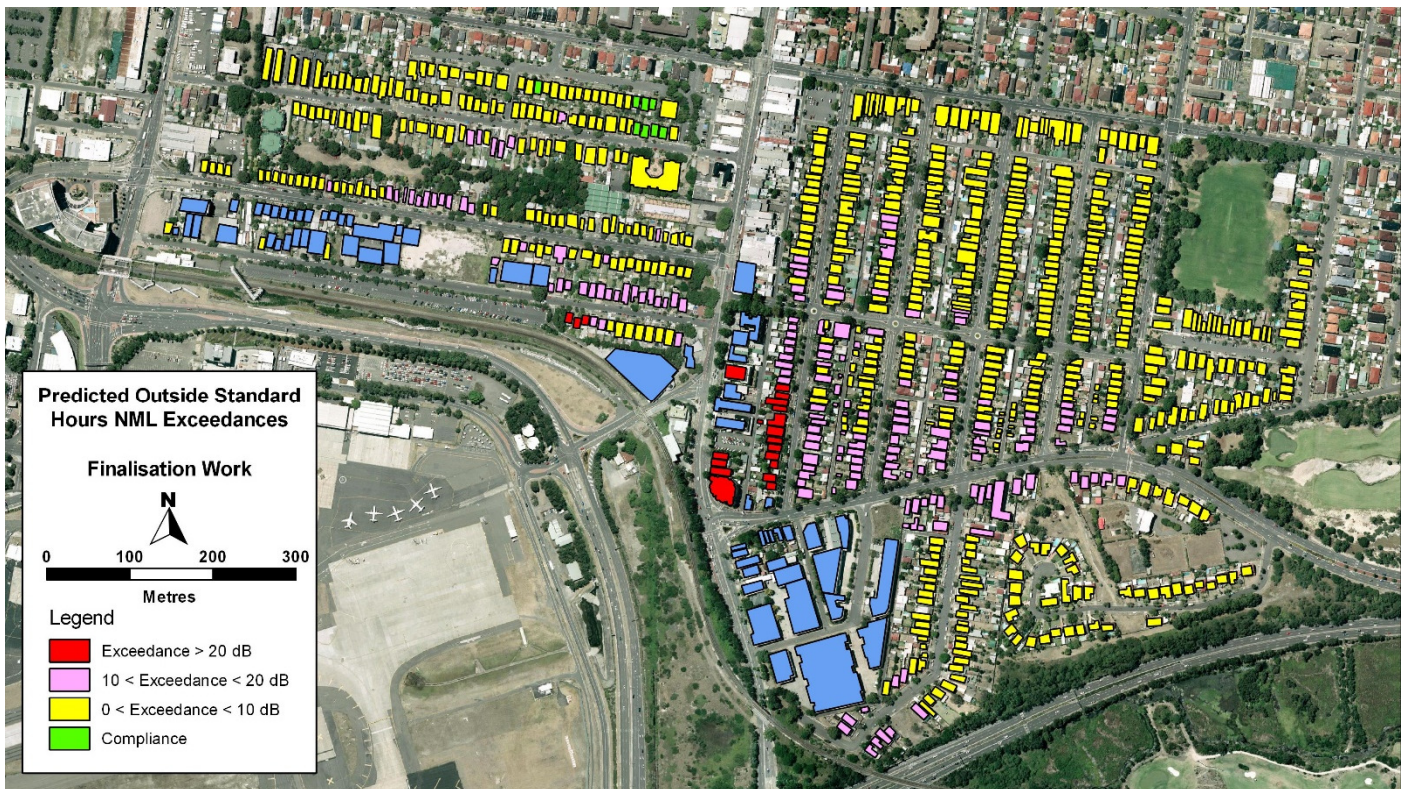 Predicted Outside Standard
Hours NML Exceedances
Finalisation Work
N
0 100 200 300
Metres
Legend
Exceedance > 20 dB
10 < Exceedance < 20 dB
0 < Exceedance < 10 dB
Compliance